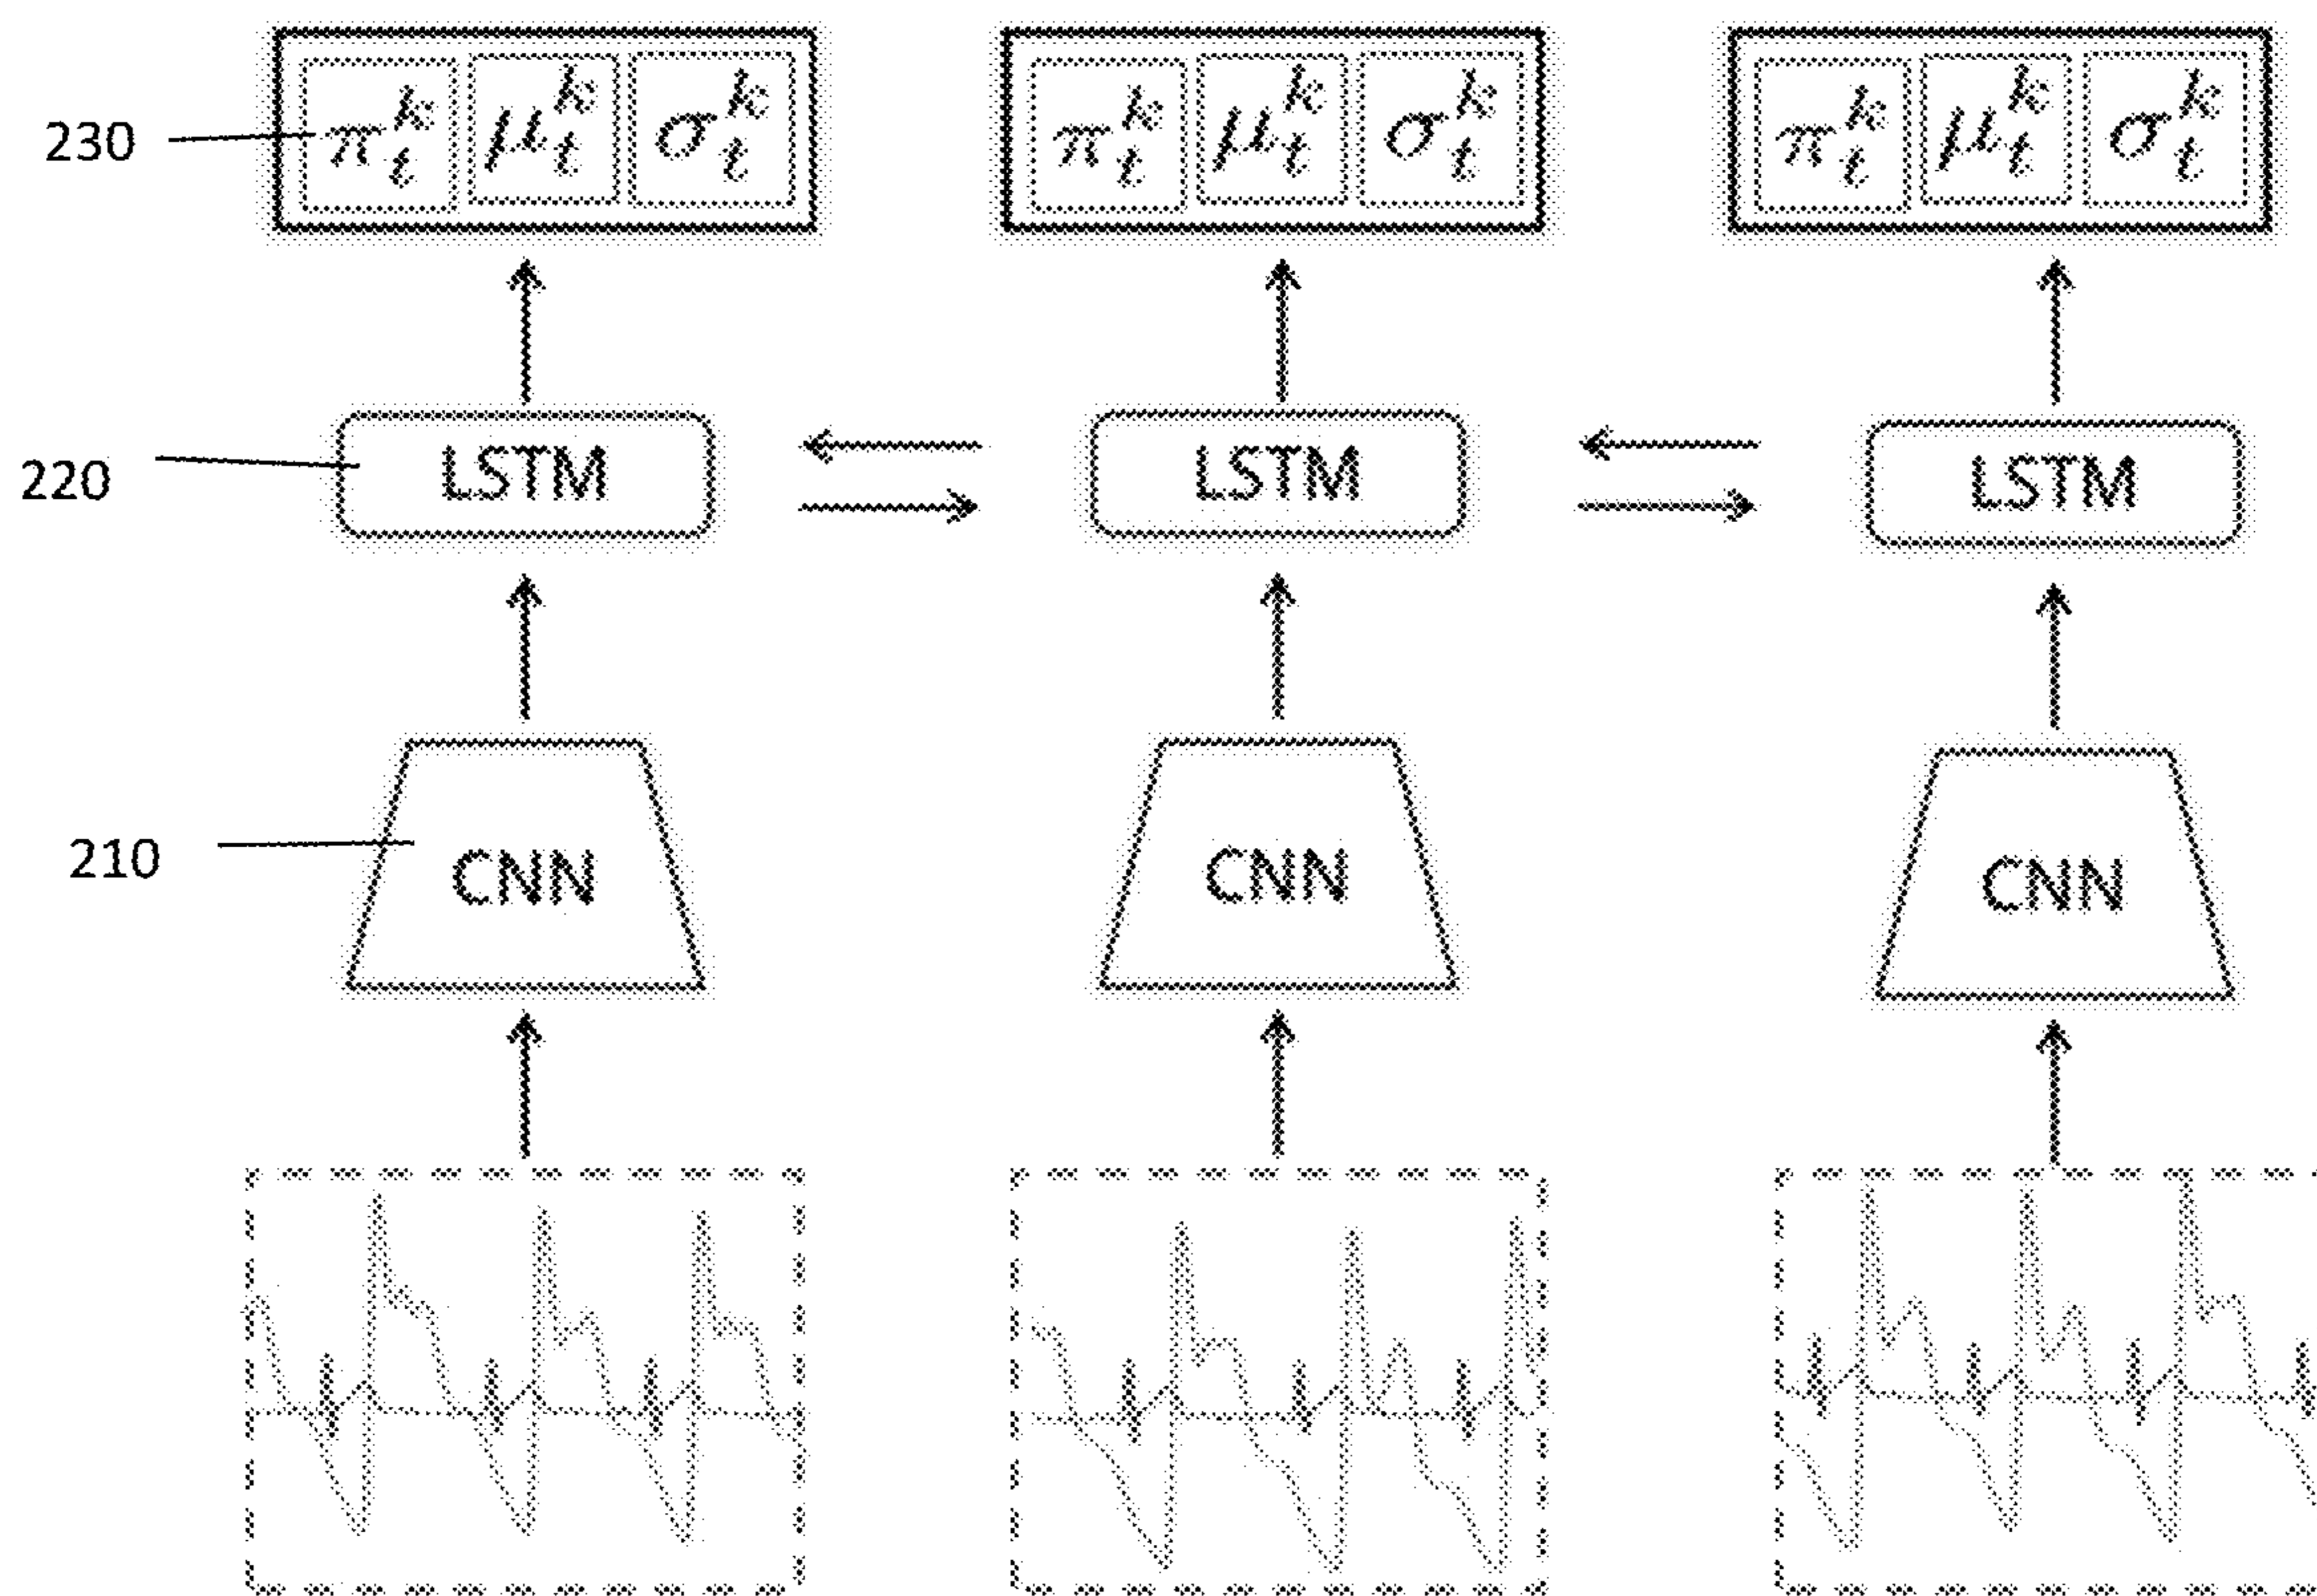 230 π_t^k μ_t^k σ_t^k π_t^k μ_t^k σ_t^k π_t^k μ_t^k σ_t^k
220 LSTM LSTM LSTM
210 CNN CNN CNN